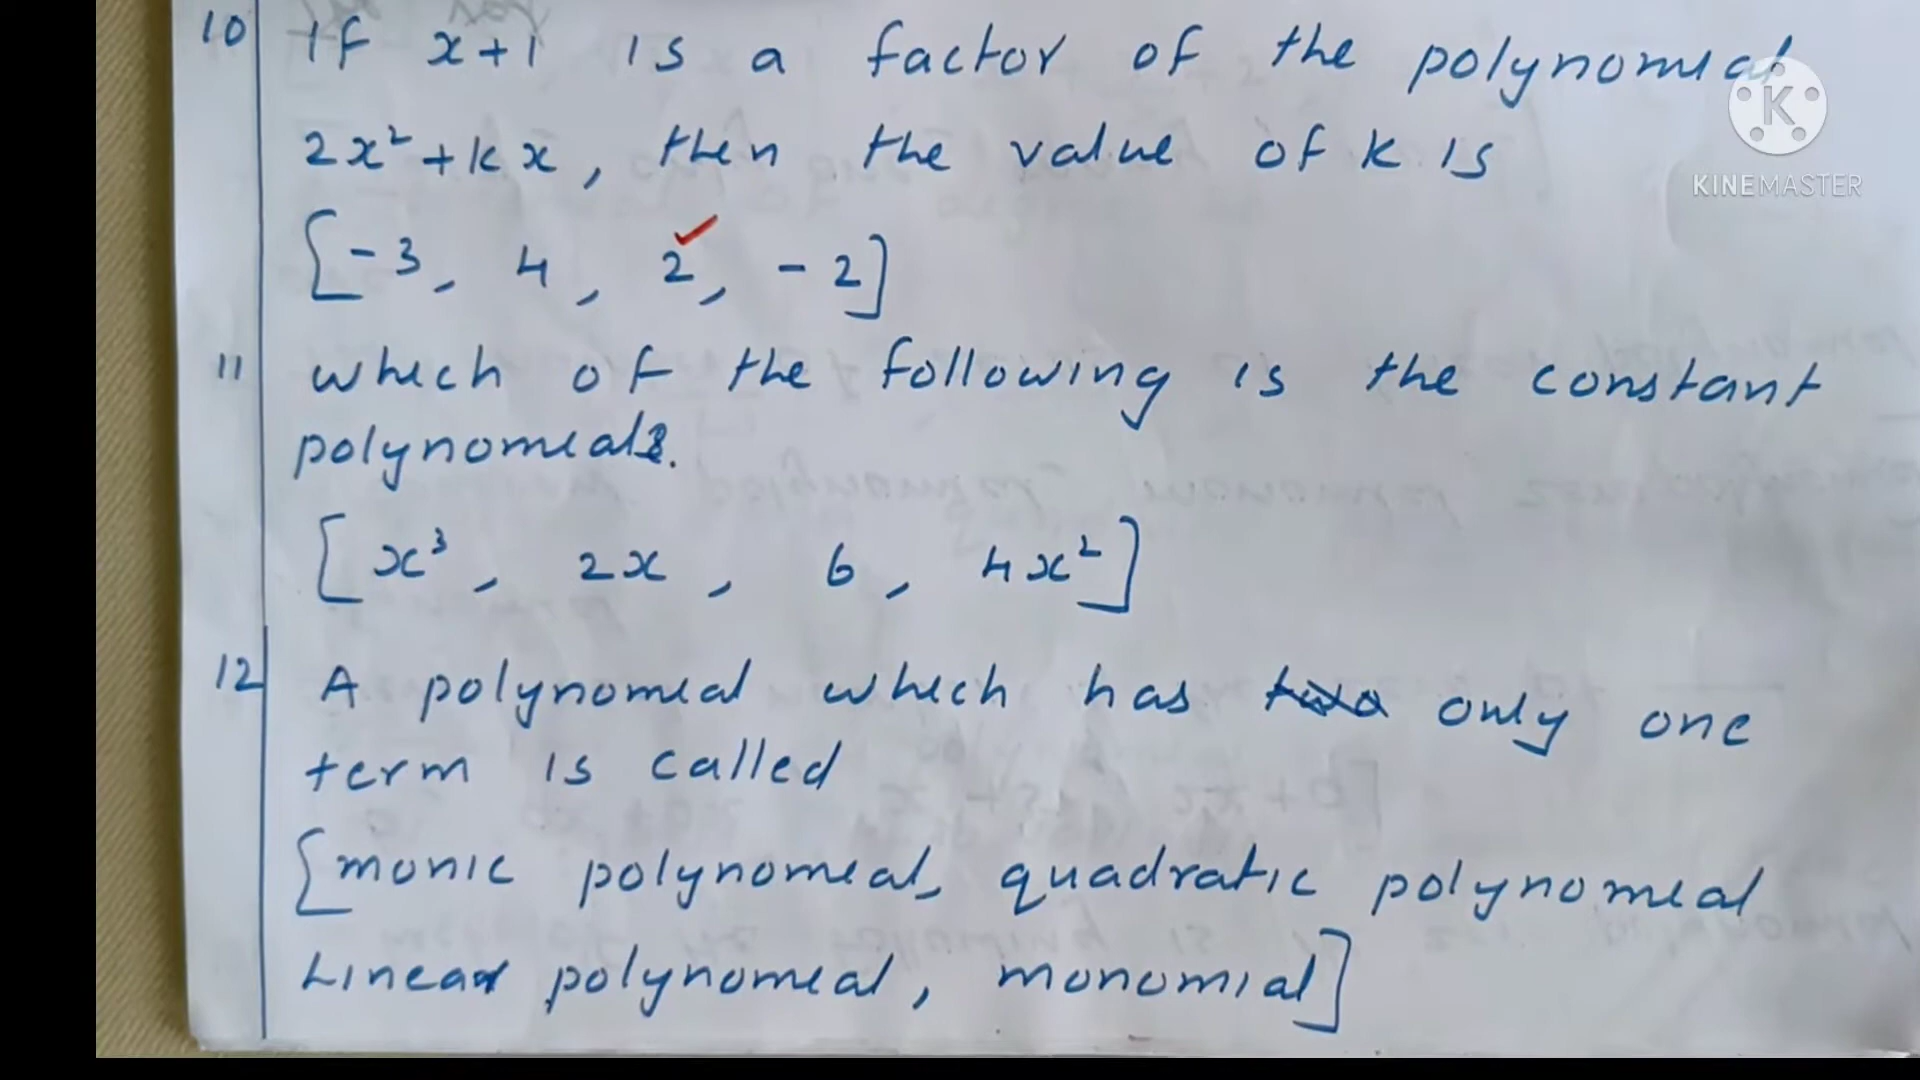 10 If x+1 is a factor of the polynomial
KINEMASTER
2x² + kx, then the value of k is
[-3, 4, 2, -2]
11 which of the following is the constant
polynomials.
[x³, 2x, 6, 4x²]
12 A polynomial which has only one
term is called
[monic polynomial, quadratic polynomial
Linear polynomial, monomial]